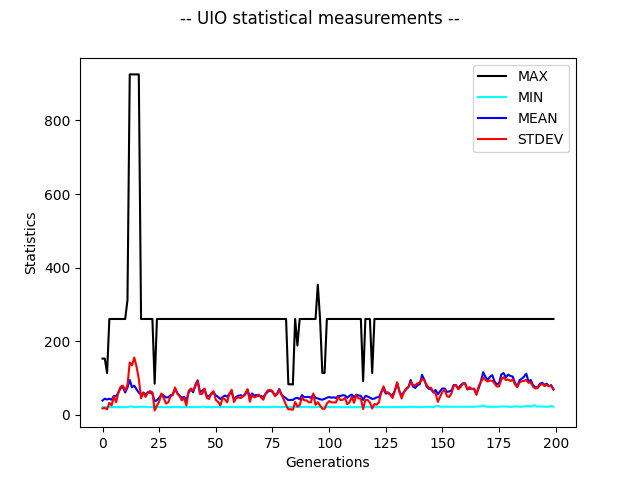 -- UIO statistical measurements --
MAX
MIN
MEAN
STDEV
Statistics
800
600
400
200
0
0 25 50 75 100 125 150 175 200
Generations